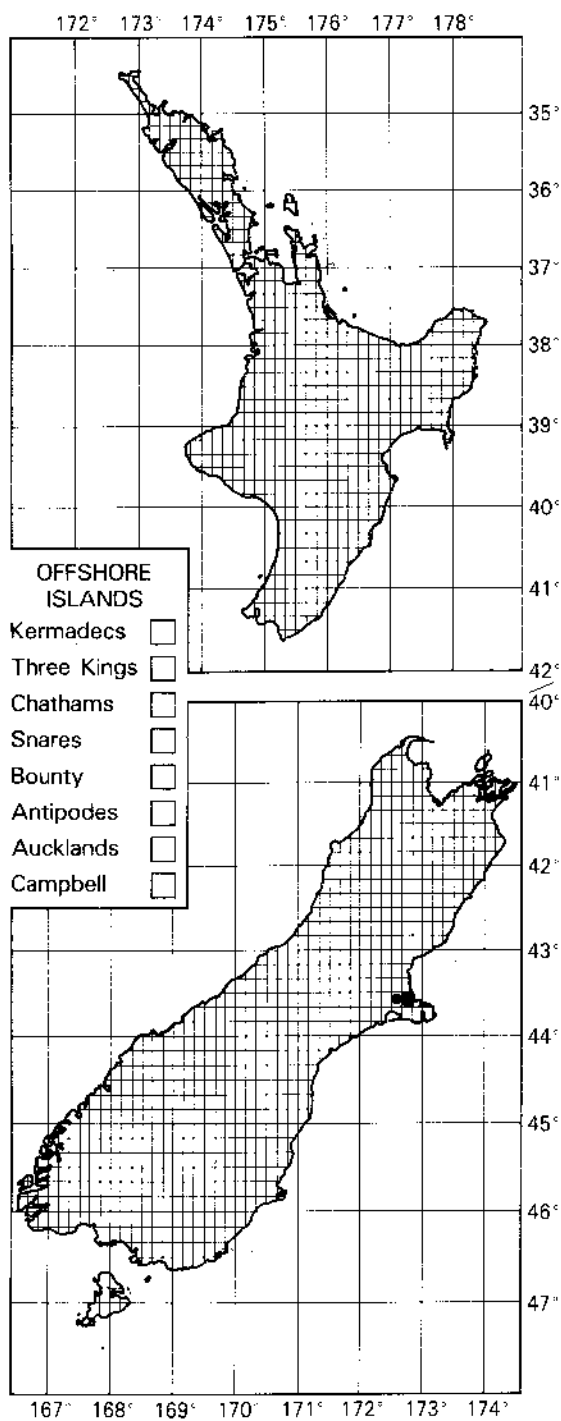 172° 173° 174° 175° 176° 177° 178°
35°
36°
37°
38°
39°
40°
41°
42°
OFFSHORE
ISLANDS
Kermadecs
Three Kings
Chathams
Snares
Bounty
Antipodes
Aucklands
Campbell
40°
41°
42°
43°
44°
45°
46°
47°
167° 168° 169° 170° 171° 172° 173° 174°